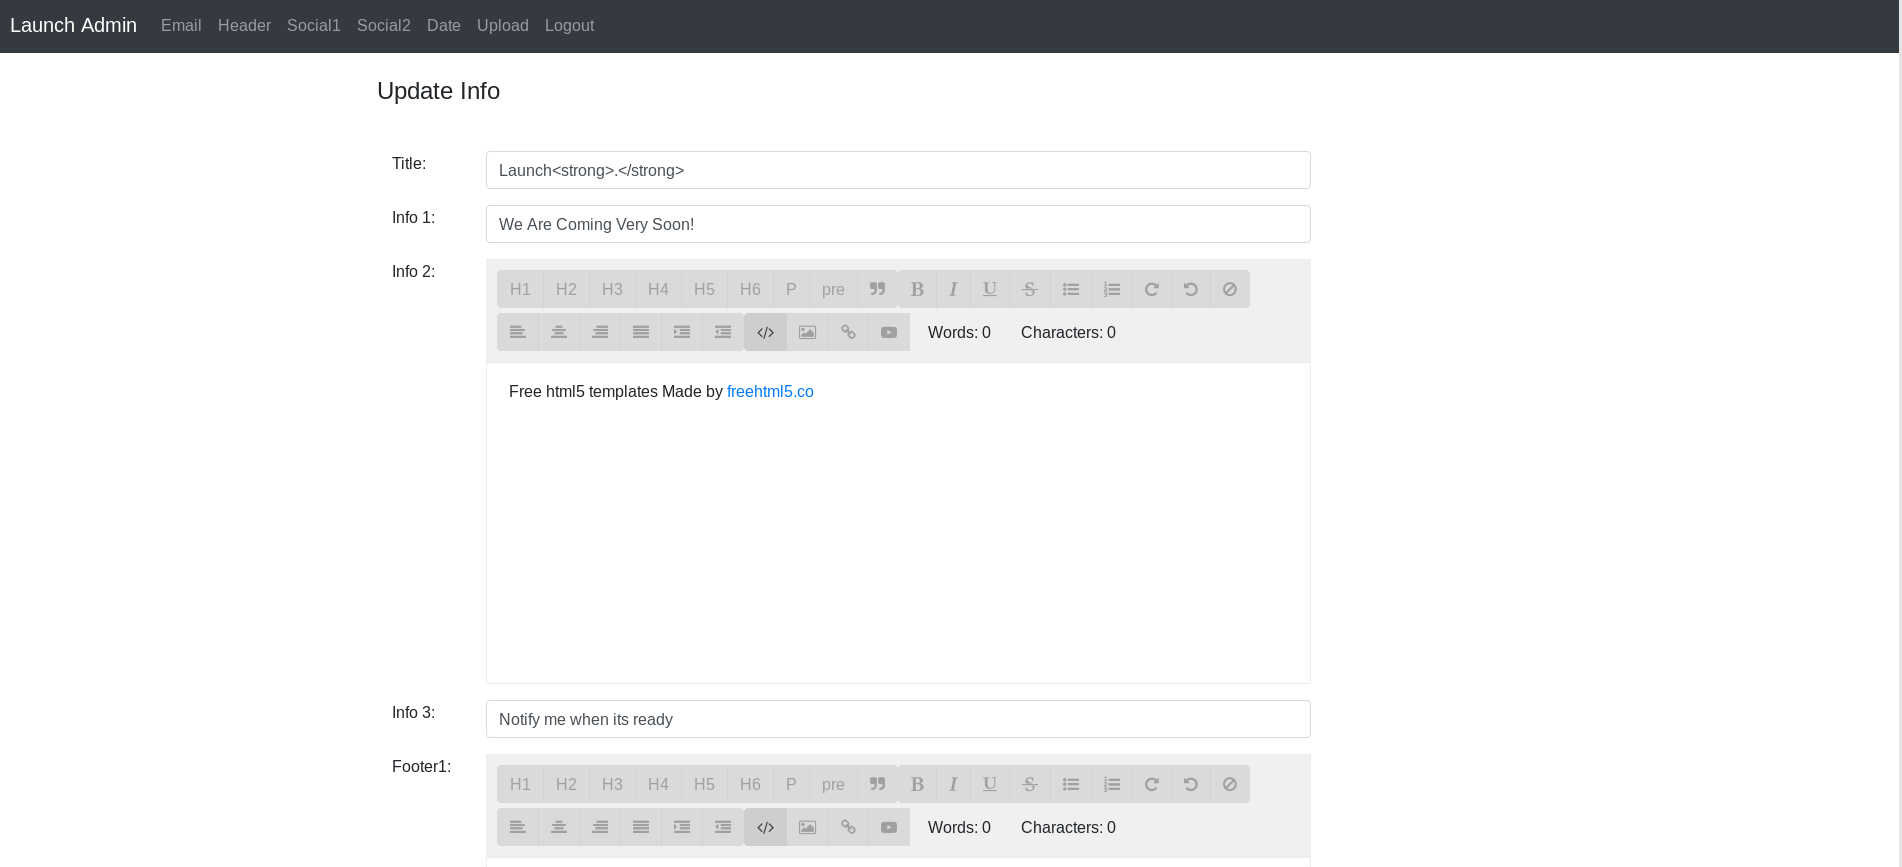 Launch Admin Email Header Social1 Social2 Date Upload Logout
Update Info
Title: Launch<strong>.</strong>
Info 1: We Are Coming Very Soon!
Info 2: H1 H2 H3 H4 H5 H6 P pre B I U S
Words: 0 Characters: 0
Free html5 templates Made by freehtml5.co
Info 3: Notify me when its ready
Footer1: H1 H2 H3 H4 H5 H6 P pre B I U S
Words: 0 Characters: 0